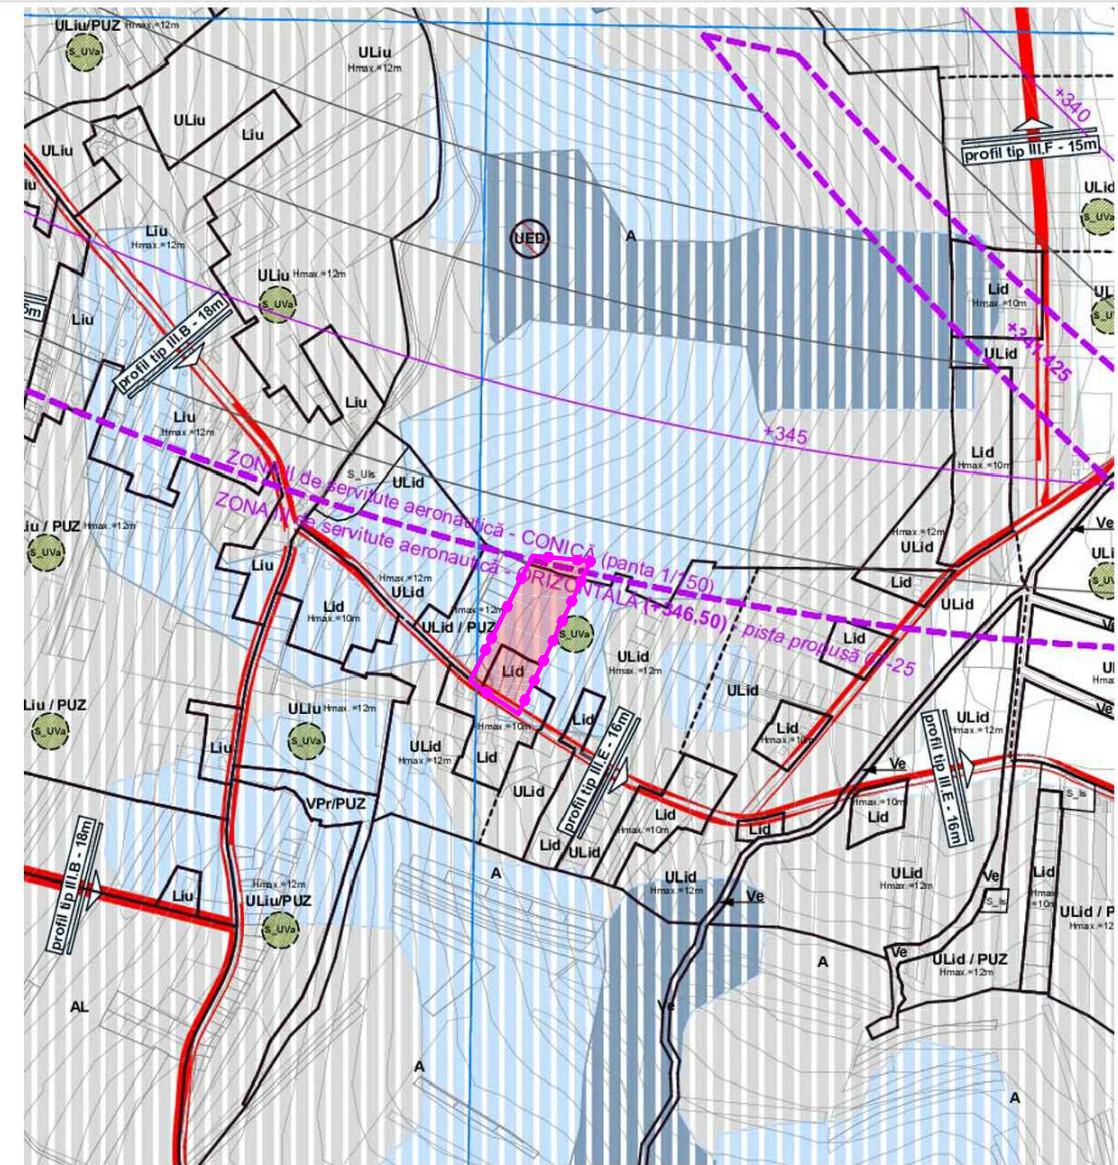 ULiu/PUZ Hmax.=12m
S_UVa
ULiu
Hmax.=12m
ULiu
Liu
ULiu
+340
profil tip III.F - 15m
ULid
S_UVa
Liu
Hmax.=12m
UED
A
ULiu Hmax.=12m
S_UVa
Lid
Hmax.=10m
Liu
profil tip III.B - 18m
+341,425
ULid
Liu
Liu
Hmax.=12m
+345
Lid
Hmax.=10m
S_UIs
ULid
ZONA II de servitute aeronautică - CONICĂ (panta 1/150)
de servitute aeronautică - ORIZONTALĂ (+346,50) - pista propusă
Hmax.=12m
S_UVa
Hmax.=12m
ULid
Ve
Liu
Hmax.=12m
ULid
Lid
ULid
Lid
Hmax.=10m
Hmax.=12m
ULid / PUZ
S_UVa
Lid
ULid
Hmax.=12m
Lid
ULid
Liu / PUZ
S_UVa
ULiu Hmax.=12m
S_UVa
Liu
ULid
Hmax.=12m
Hmax.=10m
Lid
Lid
profil tip III.E - 16m
Lid
Hmax.=10m
ULid
Hmax.=12m
Ve
profil tip III.E - 16m
Ve
VPr/PUZ
ULid
Lid
Hmax.=10m
Lid
Hmax.=10m
Lid
S_Is
profil tip III.B - 18m
Lid
ULid
A
Liu
Hmax.=12m
ULiu/PUZ
S_UVa
ULid
Hmax.=12m
Ve
ULid
Hmax.=12m
Ve
S_Is
Lid
Hmax.
=10m
ULid / P
Hmax.=12
A
Ve
ULid / PUZ
Hmax.=12m
AL
Ve
A
A